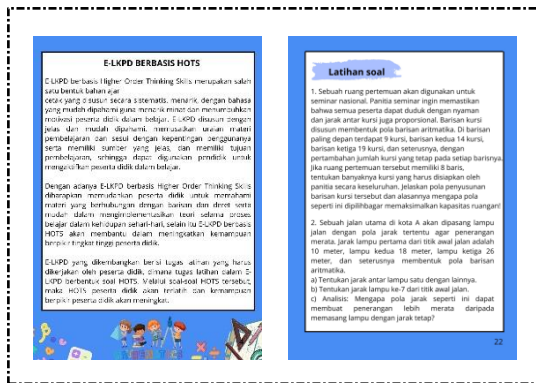 E-LKPD BERBASIS HOTS
E-LKPD berbasis Higher Order Thinking Skills merupakan salah
satu bentuk bahan ajar
cetak yang disusun secara sistematis, menarik, dengan bahasa
yang mudah dipahami guna menarik minat dan menumbuhkan
motivasi peserta didik dalam belajar. E-LKPD disusun dengan
jelas dan mudah dipahami, memusatkan uraian materi
pembelajaran dan sesui dengan kepentingan penggunanya
serta memiliki sumber yang jelas, dan memiliki tujuan
pembelajaran, sehingga dapat digunakan pendidik untuk
mengaktifkan peserta didik dalam belajar.
Dengan adanya E-LKPD berbasis Higher Order Thinking Skills
diharapkan memudahkan peserta didik untuk memahami
materi yang berhubungan dengan barisan dan deret serta
mudah dalam mengimplementasikan teori selama proses
belajar dalam kehidupan sehari-hari, selain itu E-LKPD berbasis
HOTS akan membantu dalam meningkatkan kemampuan
berpikir tingkat tinggi peserta didik.
E-LKPD yang dikembangkan berisi tugas latihan yang harus
dikerjakan oleh peserta didik, dimana tugas latihan dalam E-
LKPD berbentuk soal HOTS. Melalui soal-soal HOTS tersebut,
maka HOTS peserta didik akan terlatih dan kemampuan
berpikir peserta didik akan meningkat.
Latihan soal
1. Sebuah ruang pertemuan akan digunakan untuk
seminar nasional. Panitia seminar ingin memastikan
bahwa semua peserta dapat duduk dengan nyaman
dan jarak antar kursi juga proporsional. Barisan kursi
disusun membentuk pola barisan aritmatika. Di barisan
paling depan terdapat 9 kursi, barisan kedua 14 kursi,
barisan ketiga 19 kursi, dan seterusnya, dengan
pertambahan jumlah kursi yang tetap pada setiap barisnya.
Jika ruang pertemuan tersebut memiliki 8 baris,
tentukan banyaknya kursi yang harus disiapkan oleh
panitia secara keseluruhan. Jelaskan pola penyusunan
barisan kursi tersebut dan alasannya mengapa pola
seperti ini dipilihbagar memaksimalkan kapasitas ruangan!
2. Sebuah jalan utama di kota A akan dipasang lampu
jalan dengan pola jarak tertentu agar penerangan
merata. Jarak lampu pertama dari titik awal jalan adalah
10 meter, lampu kedua 18 meter, lampu ketiga 26
meter, dan seterusnya membentuk pola barisan
aritmatika.
a) Tentukan jarak antar lampu satu dengan lainnya.
b) Tentukan jarak lampu ke-7 dari titik awal jalan.
c) Analisis: Mengapa pola jarak seperti ini dapat
membuat penerangan lebih merata daripada
memasang lampu dengan jarak tetap?
22